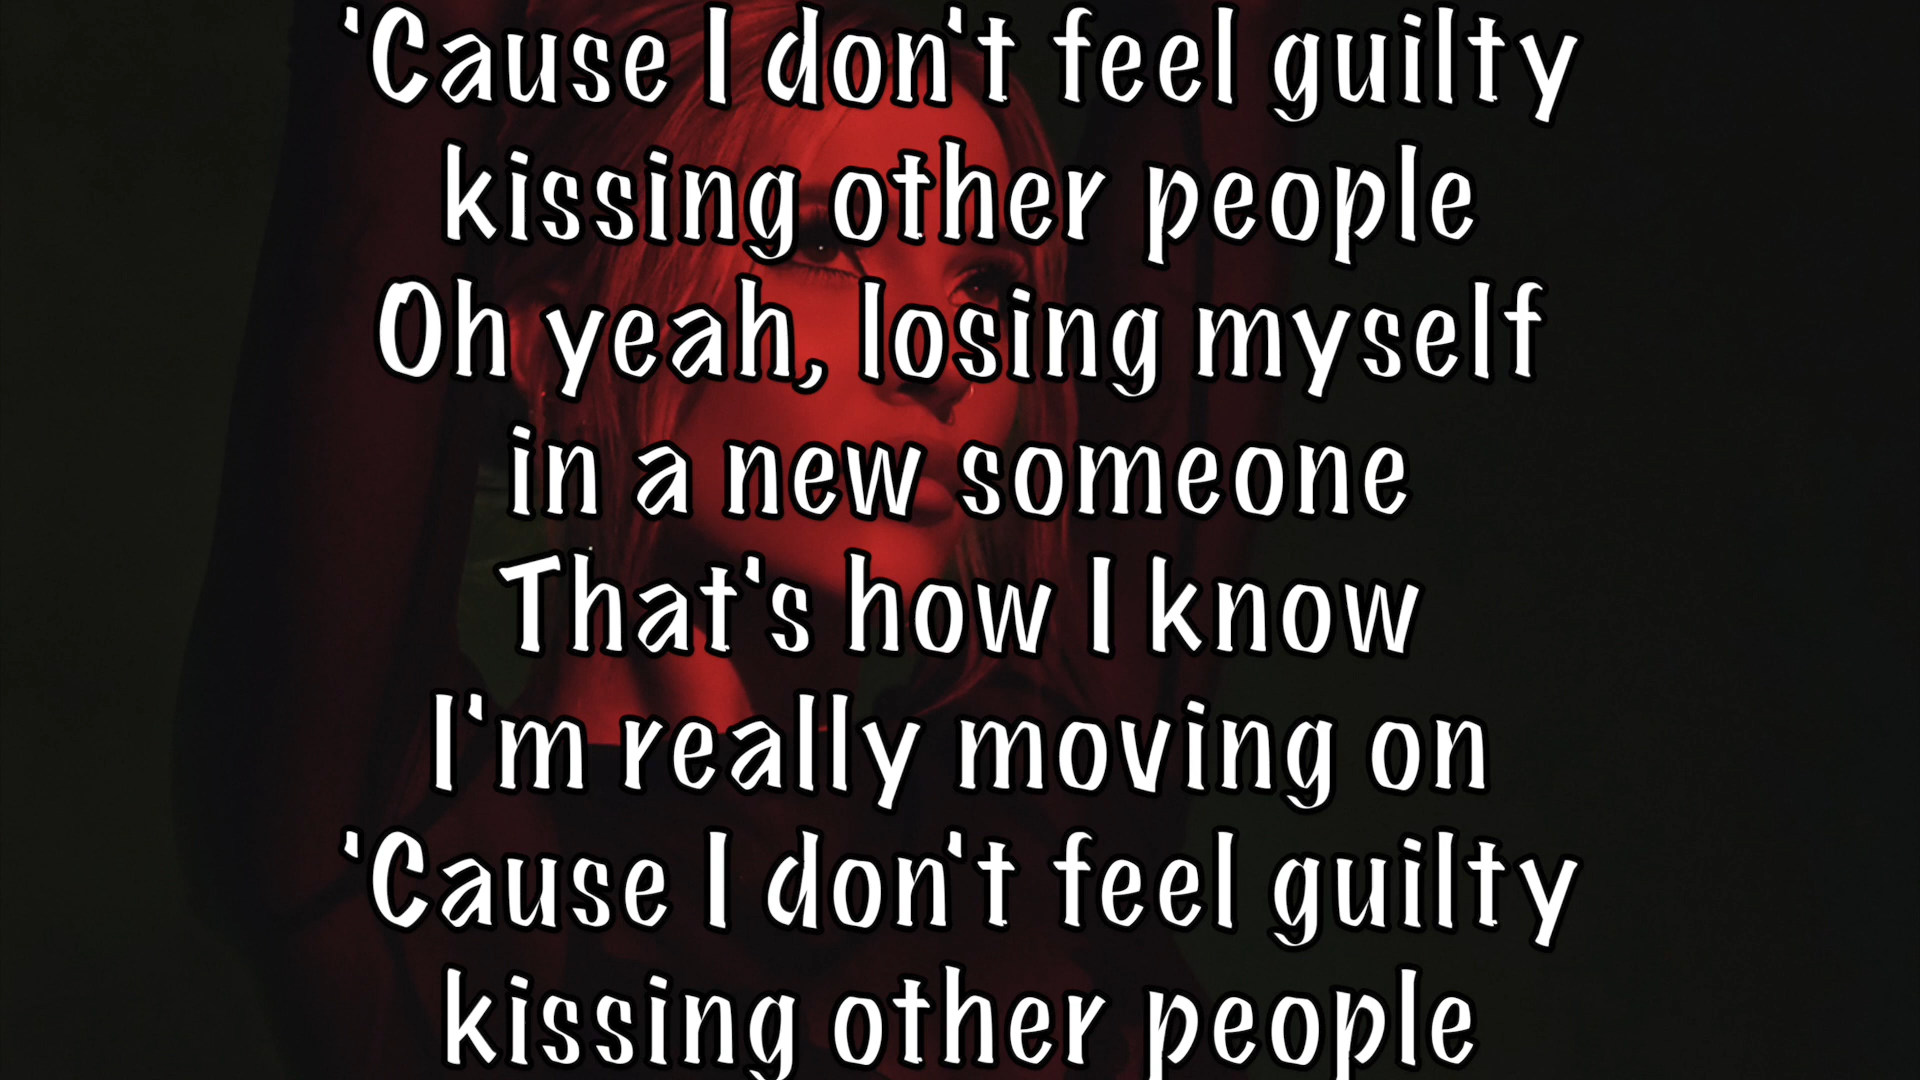 'Cause I don't feel guilty
kissing other people
Oh yeah, losing myself
in a new someone
That's how I know
I'm really moving on
'Cause I don't feel guilty
kissing other people